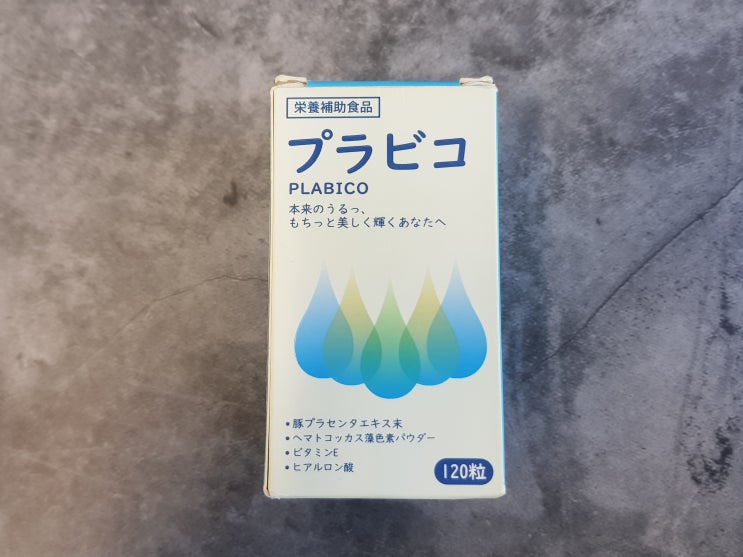 栄養補助食品
プラビコ
PLABICO
本来のうるっ、
もちっと美しく輝くあなたへ
•豚プラセンタエキス末
•ヘマトコッカス藻色素パウダー
•ビタミンE
•ヒアルロン酸
120粒